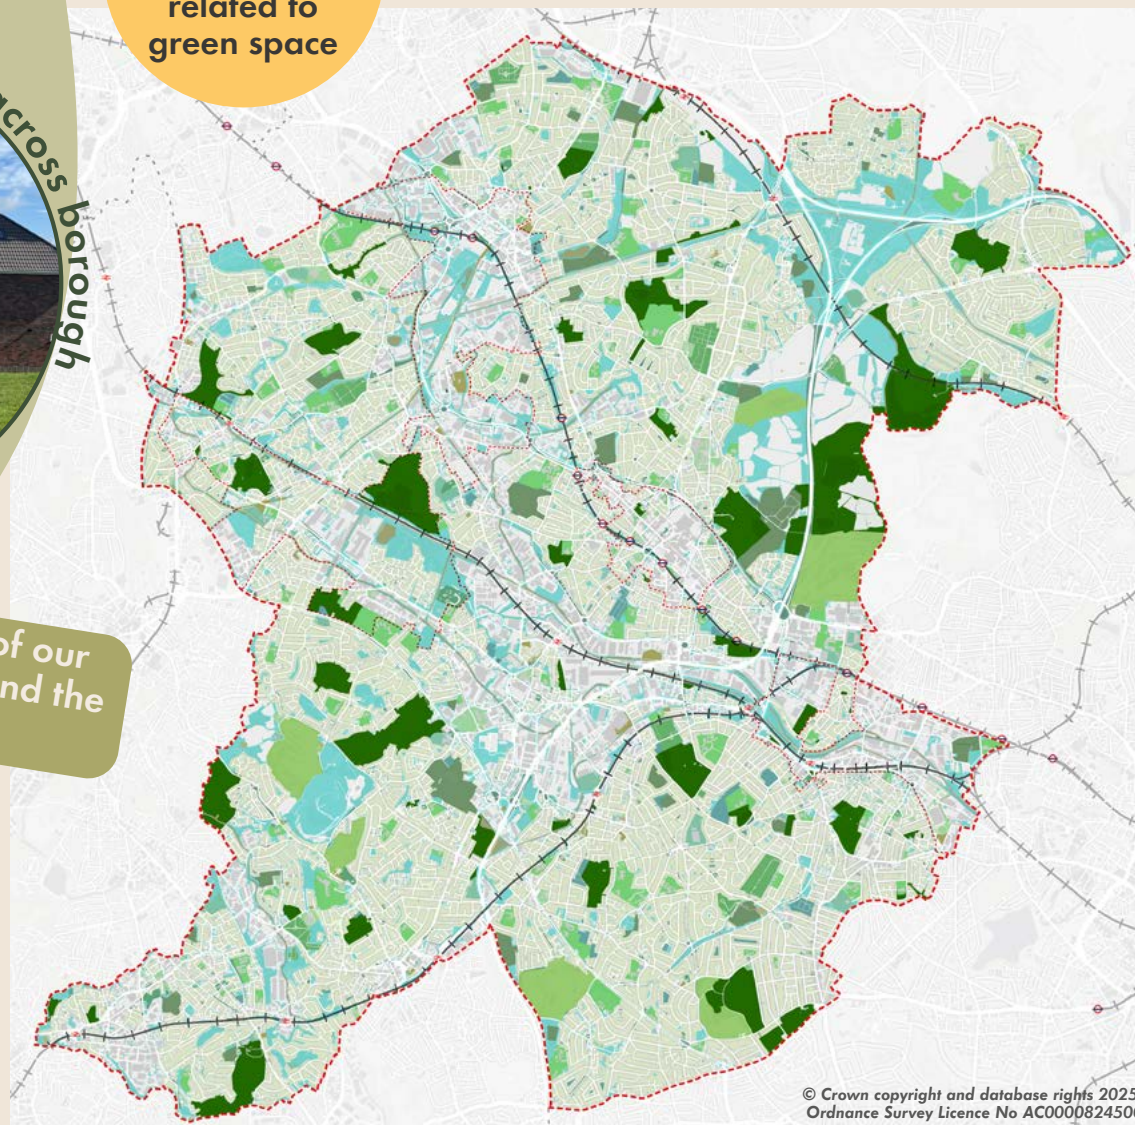 related to
green space
across borough
of our
nd the
© Crown copyright and database rights 2025
Ordnance Survey Licence No AC0000824500